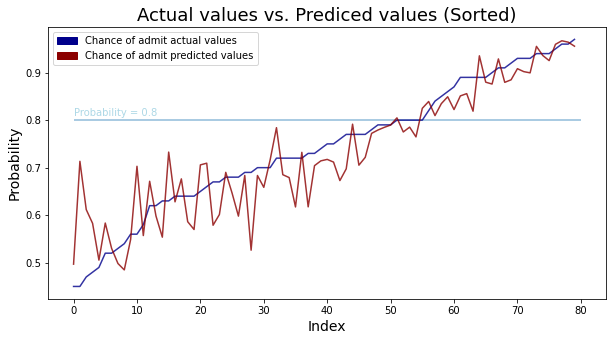 Actual values vs. Prediced values (Sorted)
Chance of admit actual values
Chance of admit predicted values
Probability = 0.8
Probability
0.9
0.8
0.7
0.6
0.5
0 10 20 30 40 50 60 70 80
Index